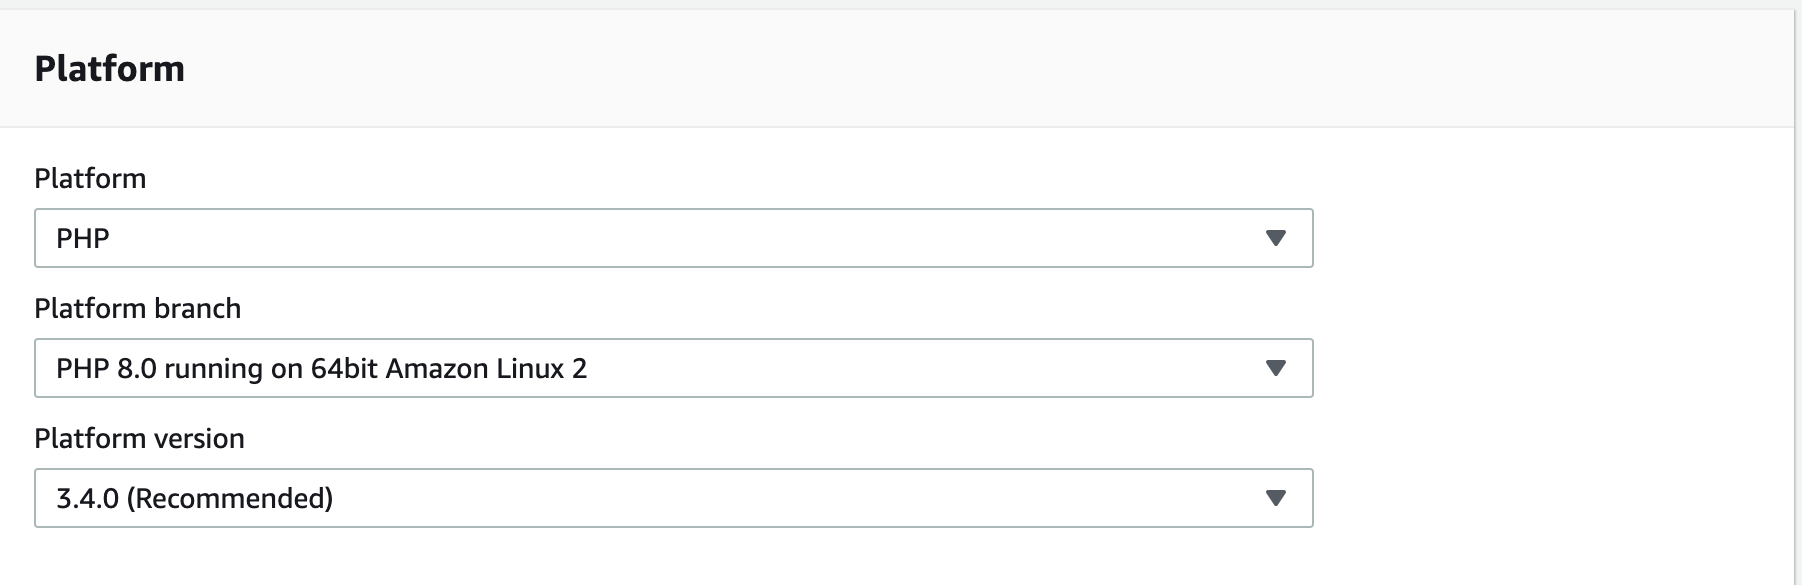 Platform
Platform
PHP
Platform branch
PHP 8.0 running on 64bit Amazon Linux 2
Platform version
3.4.0 (Recommended)